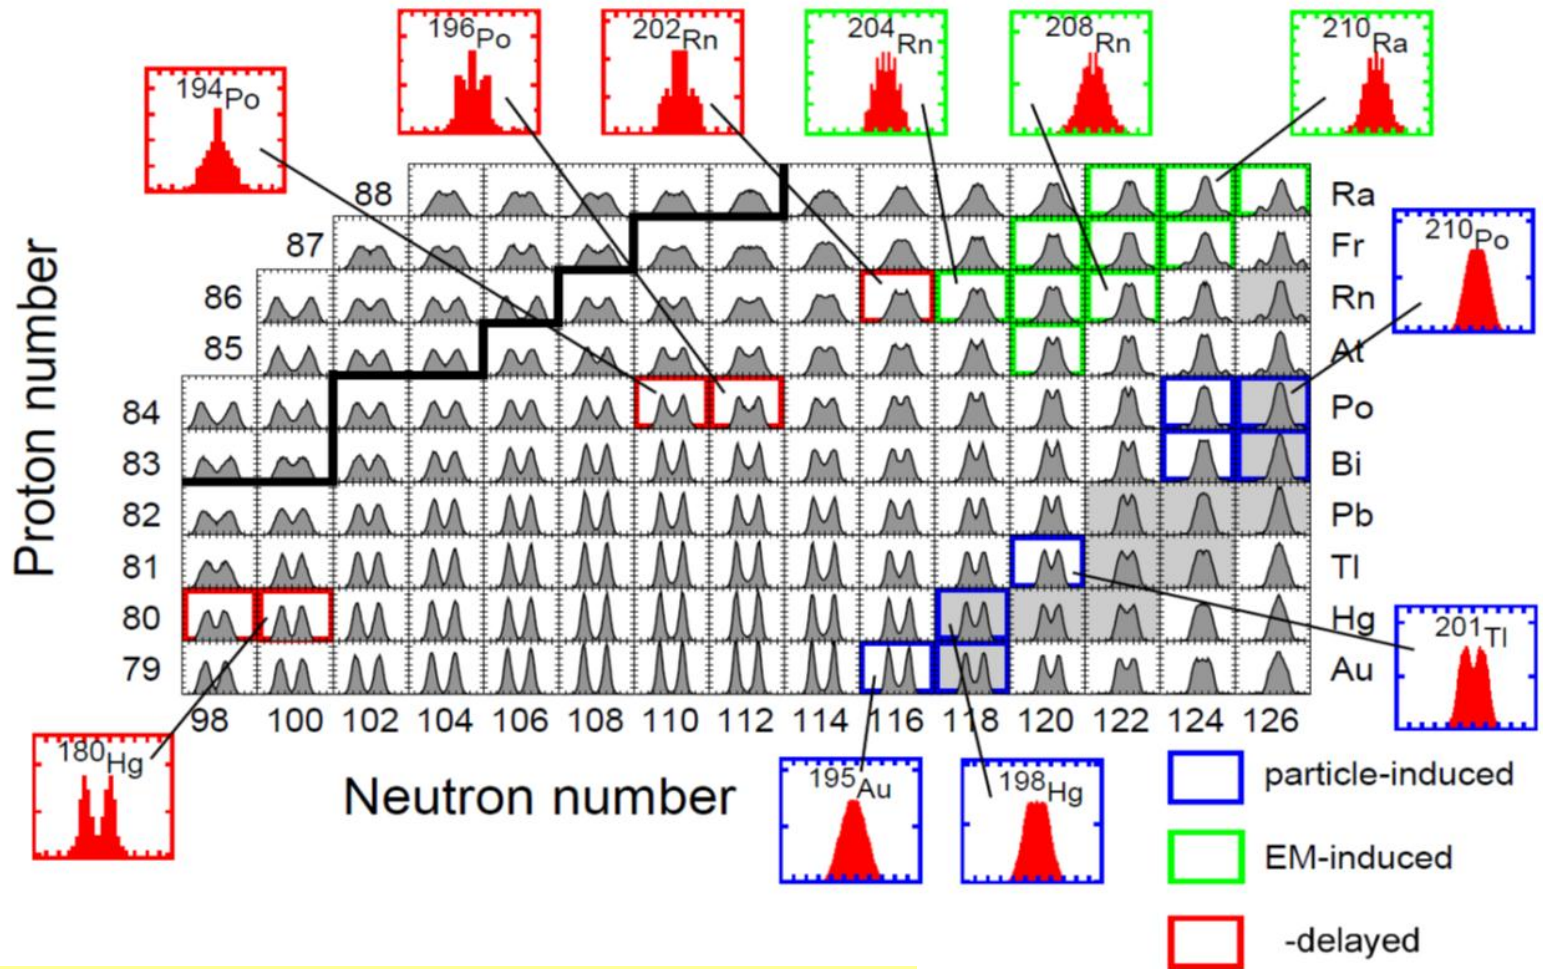 196Po
202Rn
204Rn
208Rn
210Ra
194Po
88
Ra
87
Fr
210Po
86
Rn
85
At
84
Po
83
Bi
82
Pb
81
Tl
80
Hg
201Tl
79
Au
98 100 102 104 106 108 110 112 114 116 118 120 122 124 126
Proton number
Neutron number
180Hg
195Au
198Hg
particle-induced
EM-induced
-delayed